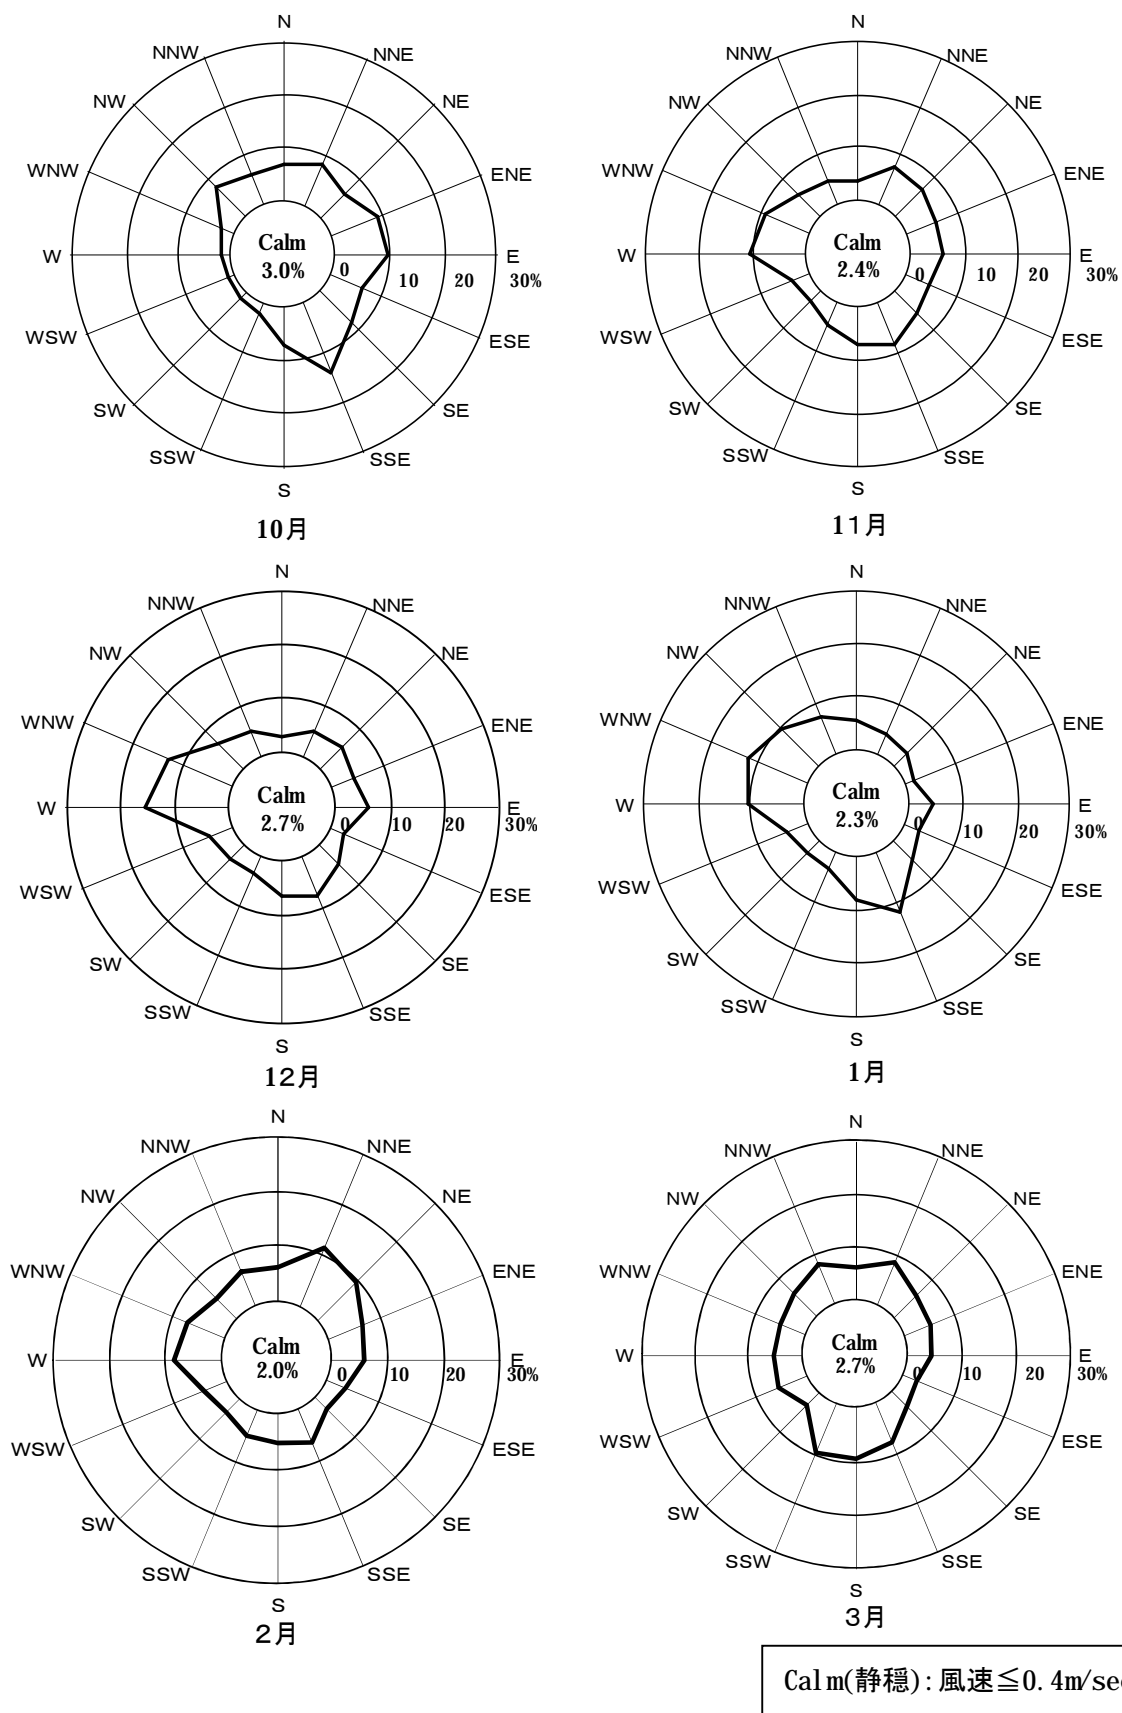 N
NNW
NNE
NW
NE
WNW
ENE
Calm
3.0%
W
E
0
10
20
30%
WSW
ESE
SW
SE
SSW
SSE
S
10月
N
NNW
NNE
NW
NE
WNW
ENE
Calm
2.4%
W
E
0
10
20
30%
WSW
ESE
SW
SE
SSW
SSE
S
11月
N
NNW
NNE
NW
NE
WNW
ENE
Calm
2.7%
W
E
0
10
20
30%
WSW
ESE
SW
SE
SSW
SSE
S
12月
N
NNW
NNE
NW
NE
WNW
ENE
Calm
2.3%
W
E
0
10
20
30%
WSW
ESE
SW
SE
SSW
SSE
S
1月
N
NNW
NNE
NW
NE
WNW
ENE
Calm
2.0%
W
E
0
10
20
30%
WSW
ESE
SW
SE
SSW
SSE
S
2月
N
NNW
NNE
NW
NE
WNW
ENE
Calm
2.7%
W
E
0
10
20
30%
WSW
ESE
SW
SE
SSW
SSE
S
3月
Calm(静穏):風速≦0.4m/sec